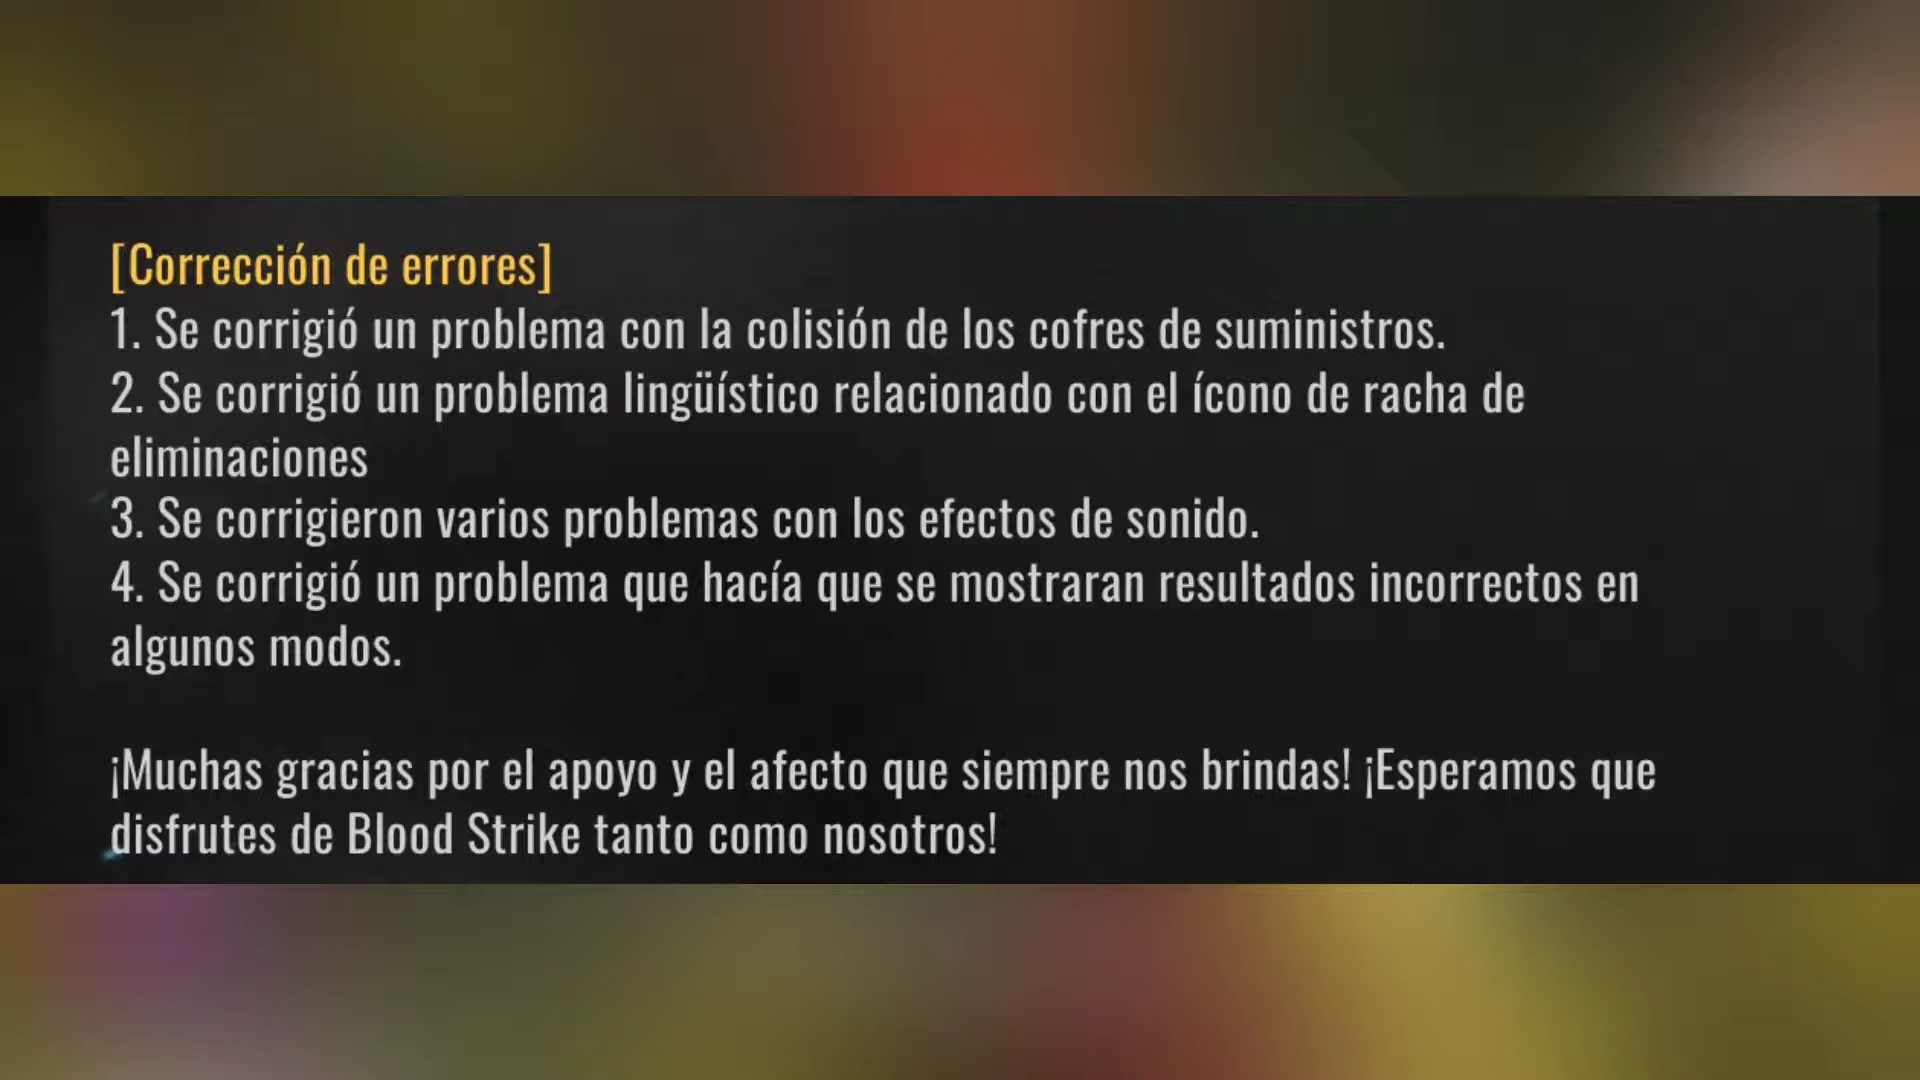 [Corrección de errores]
1. Se corrigió un problema con la colisión de los cofres de suministros.
2. Se corrigió un problema lingüístico relacionado con el ícono de racha de
eliminaciones
3. Se corrigieron varios problemas con los efectos de sonido.
4. Se corrigió un problema que hacía que se mostraran resultados incorrectos en
algunos modos.
¡Muchas gracias por el apoyo y el afecto que siempre nos brindas! ¡Esperamos que
disfrutes de Blood Strike tanto como nosotros!